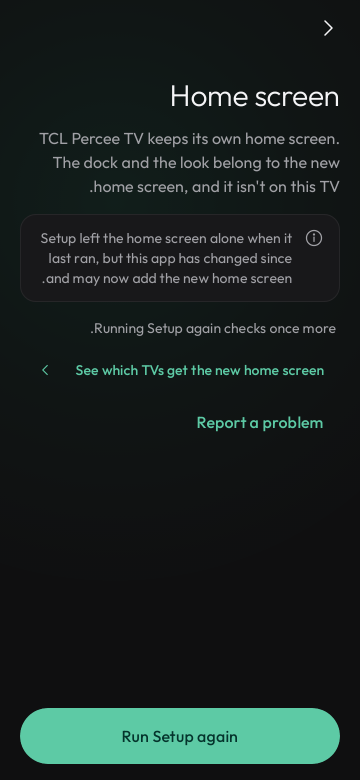 Home screen
TCL Percee TV keeps its own home screen.
The dock and the look belong to the new
home screen, and it isn't on this TV.
Setup left the home screen alone when it
last ran, but this app has changed since
and may now add the new home screen.
Running Setup again checks once more.
See which TVs get the new home screen
Report a problem
Run Setup again